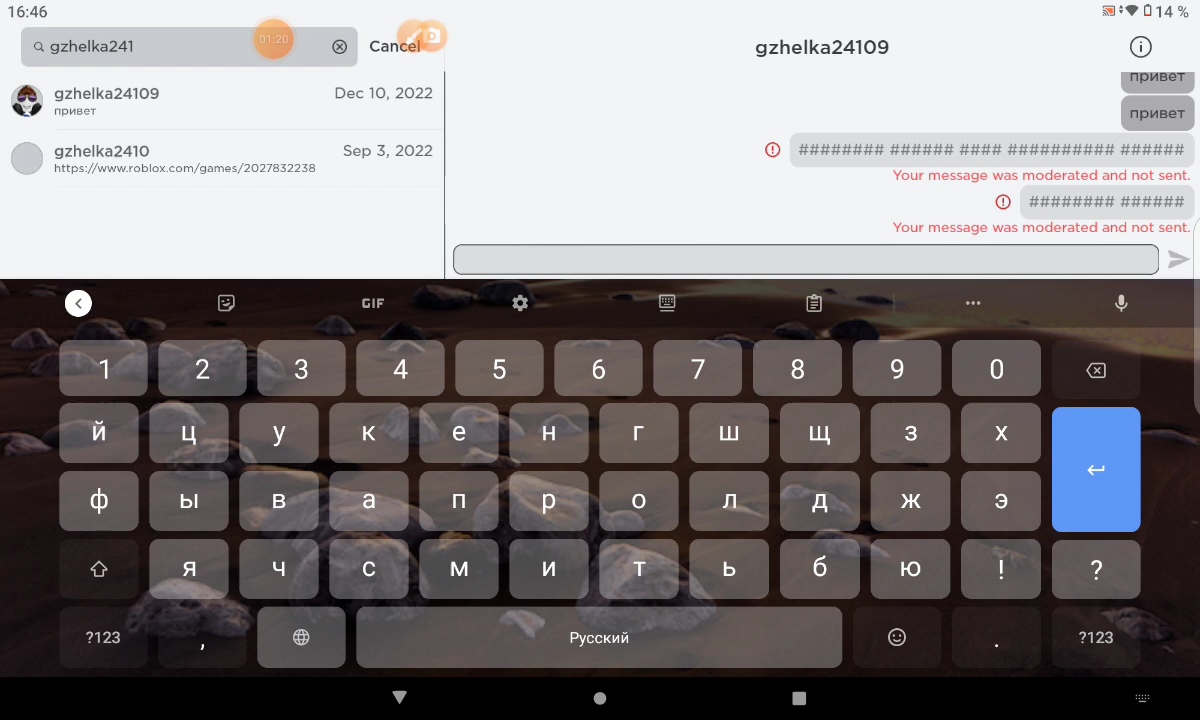 16:46
14 %
gzhelka241
01:20
Cancel
gzhelka24109
Dec 10, 2022
привет
gzhelka2410
Sep 3, 2022
https://www.roblox.com/games/2027832238
gzhelka24109
привет
привет
######## ###### #### ########## ######
Your message was moderated and not sent.
######## ######
Your message was moderated and not sent.
GIF
1 2 3 4 5 6 7 8 9 0
й ц у к е н г ш щ з х
ф ы в а п р о л д ж э
я ч с м и т ь б ю ! ?
?123 , Русский . ?123